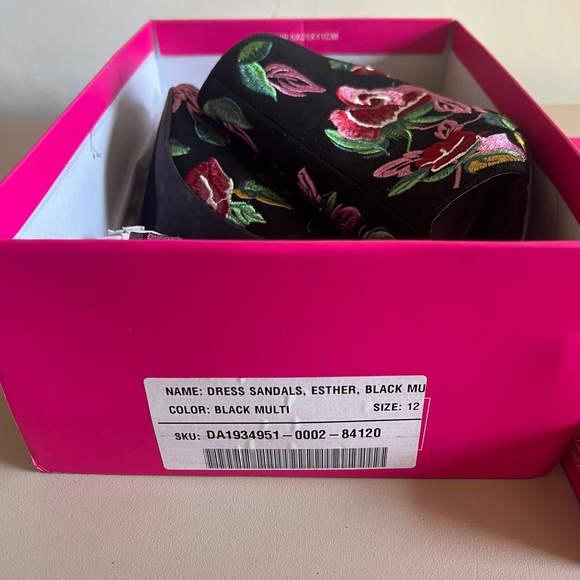 NAME: DRESS SANDALS, ESTHER, BLACK MU
COLOR: BLACK MULTI SIZE: 12
SKU: DA1934951-0002-84120